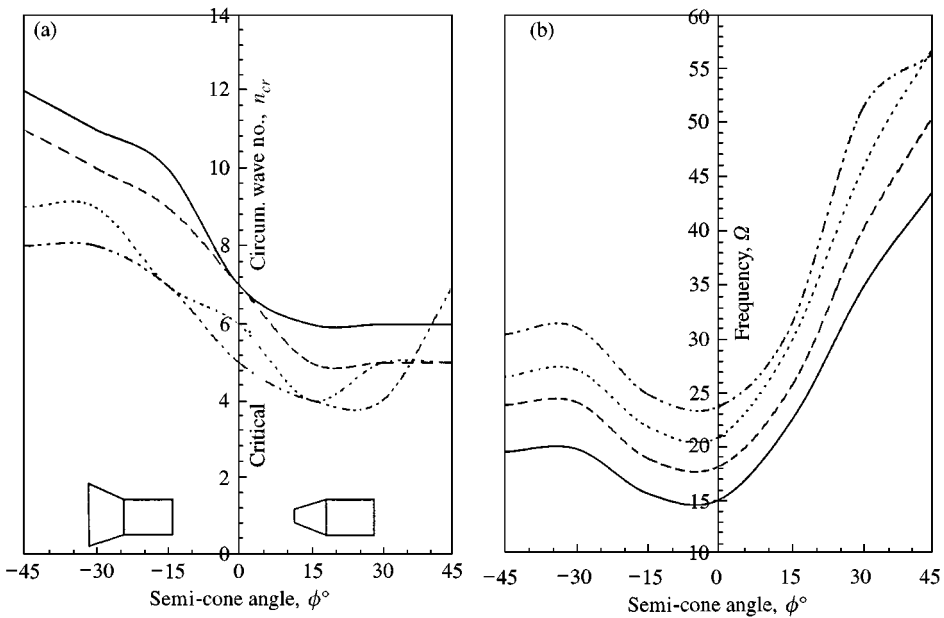 (a)
14
12
10
8
6
4
2
0
Critical Circum. wave no., n_cr
−45 −30 −15 0 15 30 45
Semi-cone angle, ϕ°
(b)
60
55
50
45
40
35
30
25
20
15
10
Frequency, Ω
−45 −30 −15 0 15 30 45
Semi-cone angle, ϕ°